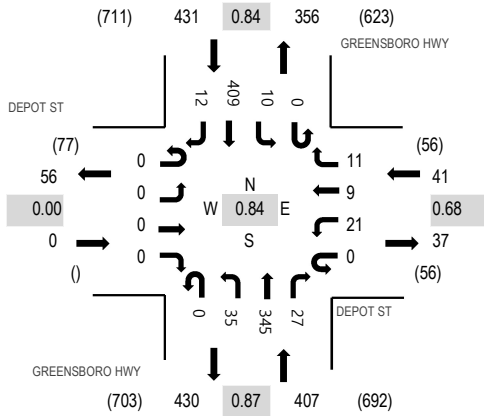 (711) 431 0.84 356 (623)
GREENSBORO HWY
12 409 10 0
DEPOT ST
(77)
56
0.00
0
()
0
0
0
0
N
W 0.84 E
S
11
9
21
0
(56)
41
0.68
37
(56)
0 35 345 27
DEPOT ST
GREENSBORO HWY
(703) 430 0.87 407 (692)